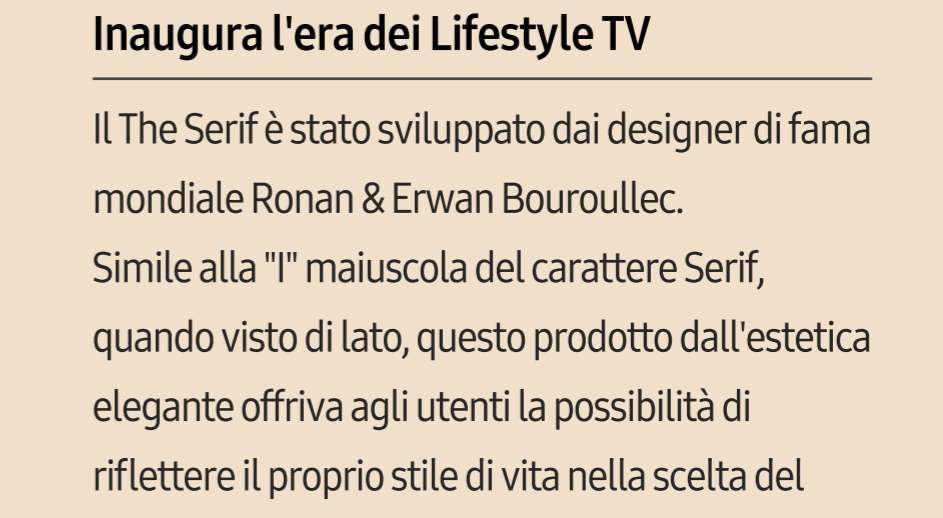 Inaugura l'era dei Lifestyle TV
Il The Serif è stato sviluppato dai designer di fama
mondiale Ronan & Erwan Bouroullec.
Simile alla "I" maiuscola del carattere Serif,
quando visto di lato, questo prodotto dall'estetica
elegante offriva agli utenti la possibilità di
riflettere il proprio stile di vita nella scelta del